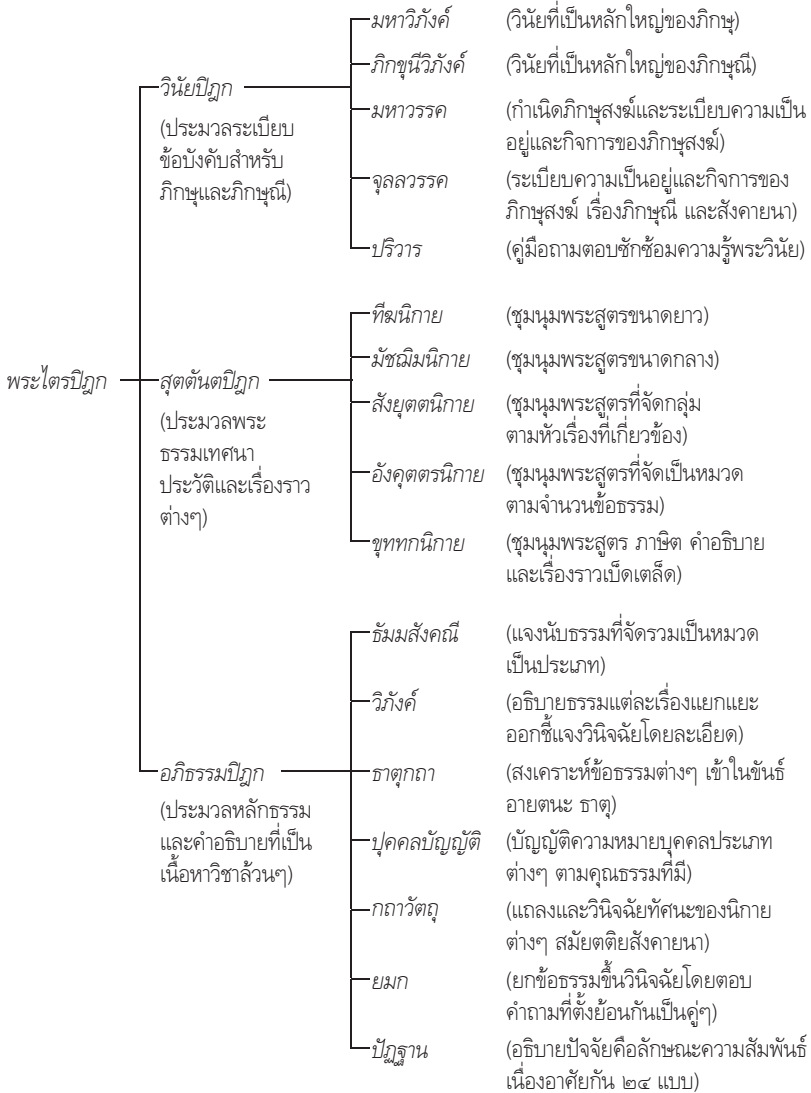 มหาวิภังค์ (วินัยที่เป็นหลักใหญ่ของภิกษุ)
ภิกขุนีวิภังค์ (วินัยที่เป็นหลักใหญ่ของภิกษุณี)
วินัยปิฎก
(ประมวลระเบียบ
ข้อบังคับสำหรับ
ภิกษุและภิกษุณี)
มหาวรรค (กำเนิดภิกษุสงฆ์และระเบียบความเป็น
อยู่และกิจการของภิกษุสงฆ์)
จุลลวรรค (ระเบียบความเป็นอยู่และกิจการของ
ภิกษุสงฆ์ เรื่องภิกษุณี และสังคายนา)
ปริวาร (คู่มือถามตอบซักซ้อมความรู้พระวินัย)
ทีฆนิกาย (ชุมนุมพระสูตรขนาดยาว)
มัชฌิมนิกาย (ชุมนุมพระสูตรขนาดกลาง)
พระไตรปิฎก
สุตตันตปิฎก
(ประมวลพระ
ธรรมเทศนา
ประวัติและเรื่องราว
ต่างๆ)
สังยุตตนิกาย (ชุมนุมพระสูตรที่จัดกลุ่ม
ตามหัวเรื่องที่เกี่ยวข้อง)
อังคุตตรนิกาย (ชุมนุมพระสูตรที่จัดเป็นหมวด
ตามจำนวนข้อธรรม)
ขุททกนิกาย (ชุมนุมพระสูตร ภาษิต คำอธิบาย
และเรื่องราวเบ็ดเตล็ด)
ธัมมสังคณี (แจงนับธรรมที่จัดรวมเป็นหมวด
เป็นประเภท)
วิภังค์ (อธิบายธรรมแต่ละเรื่องแยกแยะ
ออกชี้แจงวินิจฉัยโดยละเอียด)
อภิธรรมปิฎก
(ประมวลหลักธรรม
และคำอธิบายที่เป็น
เนื้อหาวิชาล้วนๆ)
ธาตุกถา (สงเคราะห์ข้อธรรมต่างๆ เข้าในขันธ์
อายตนะ ธาตุ)
ปุคคลบัญญัติ (บัญญัติความหมายบุคคลประเภท
ต่างๆ ตามคุณธรรมที่มี)
กถาวัตถุ (แถลงและวินิจฉัยทัศนะของนิกาย
ต่างๆ สมัยตติยสังคายนา)
ยมก (ยกข้อธรรมขึ้นวินิจฉัยโดยตอบ
คำถามที่ตั้งย้อนกันเป็นคู่ๆ)
ปัฏฐาน (อธิบายปัจจัยคือลักษณะความสัมพันธ์
เนื่องอาศัยกัน ๒๔ แบบ)